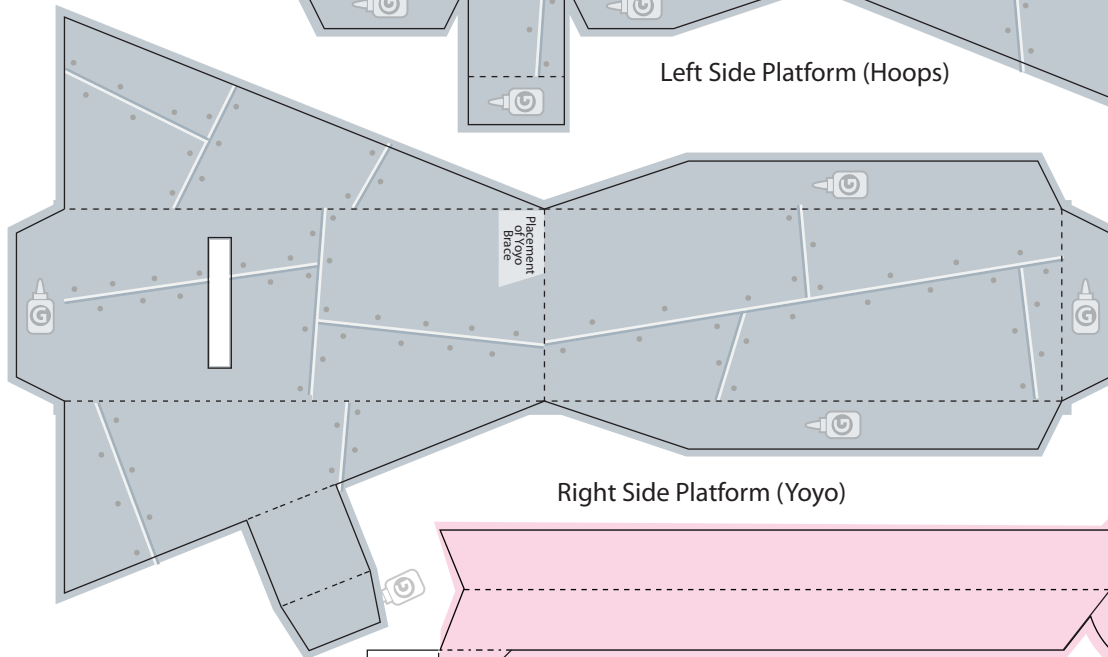 G
G
G
Left Side Platform (Hoops)
G
Placement
of Yoyo
Brace
G
G
G
Right Side Platform (Yoyo)
G